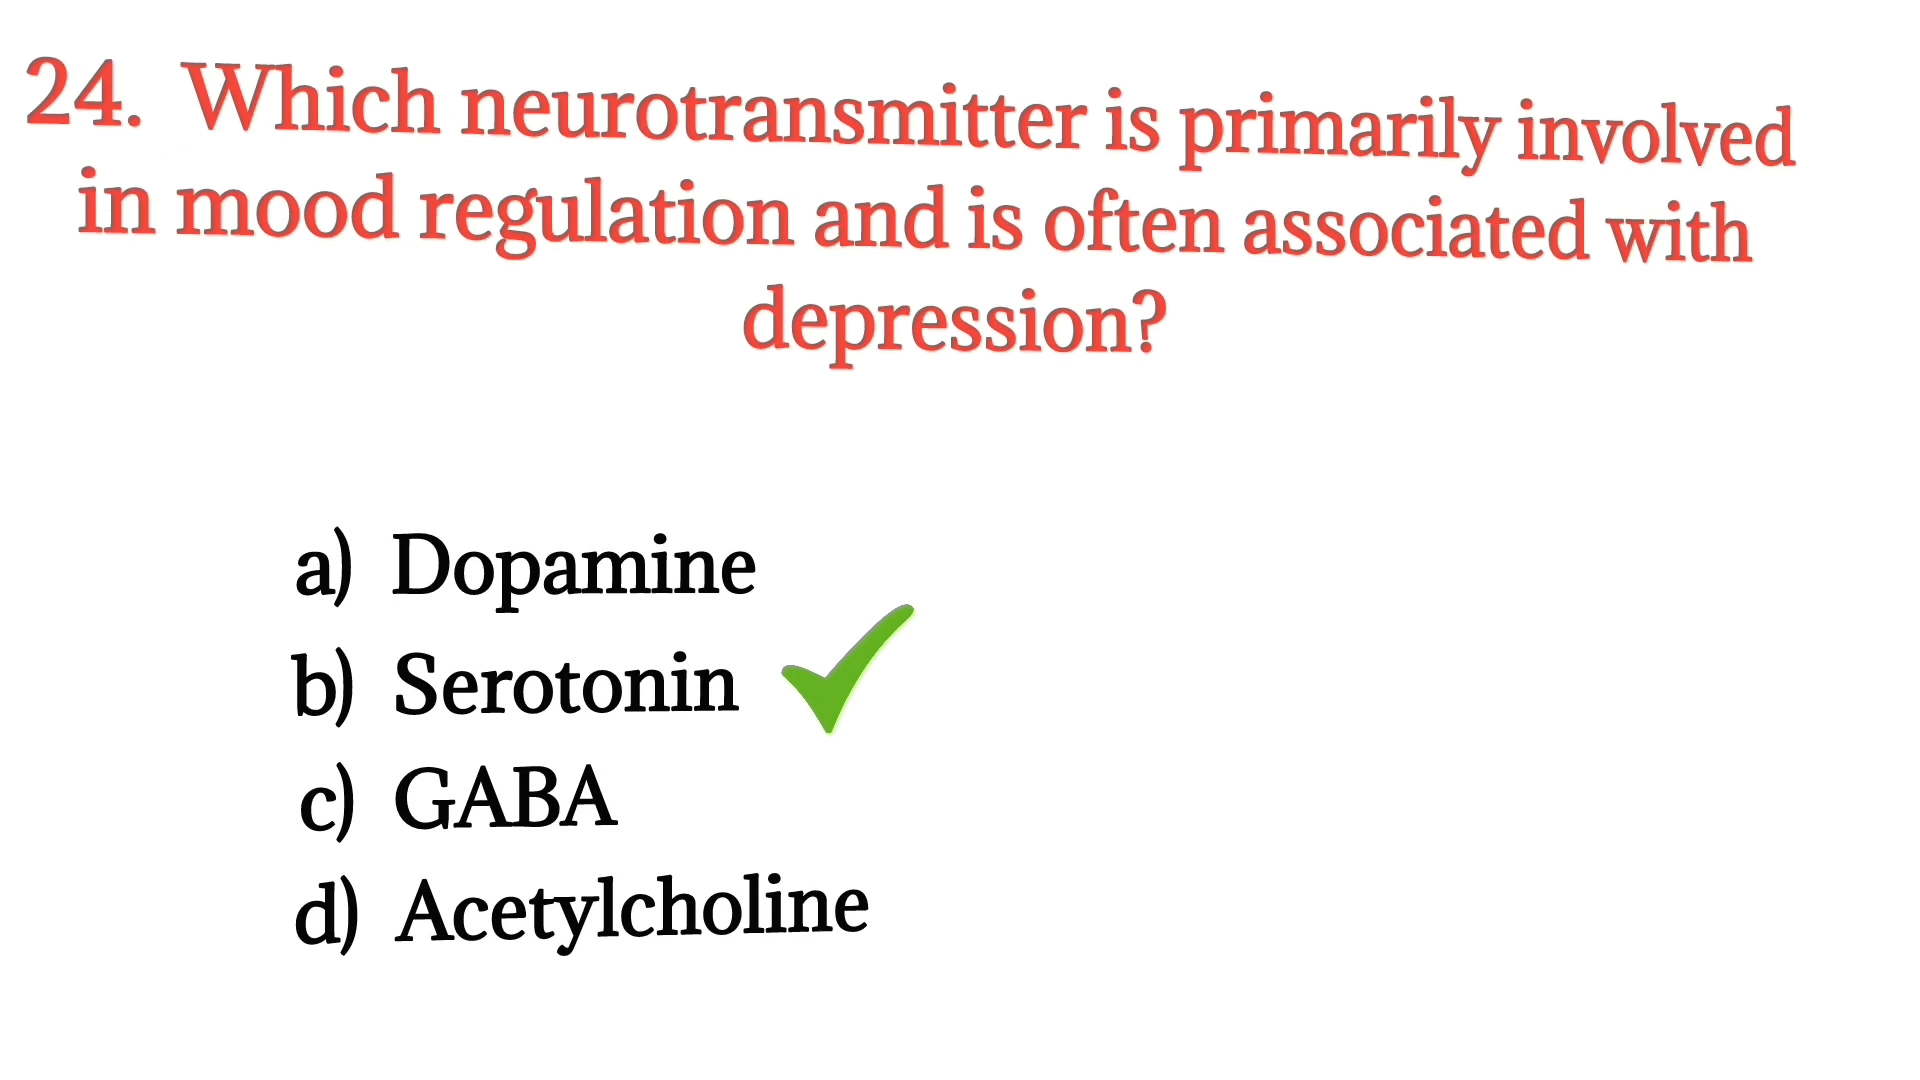 24. Which neurotransmitter is primarily involved
in mood regulation and is often associated with
depression?
a) Dopamine
b) Serotonin
c) GABA
d) Acetylcholine